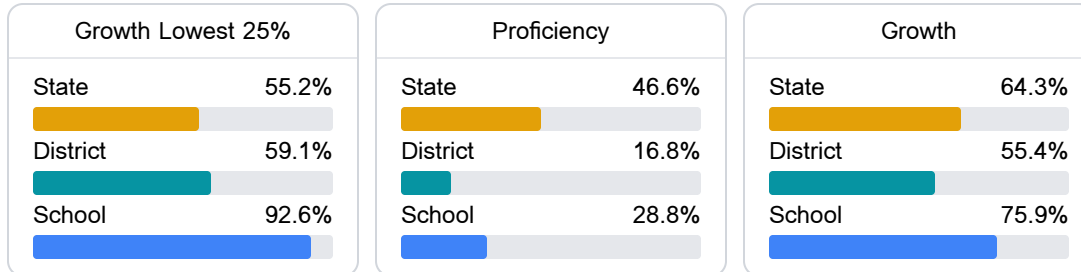 Growth Lowest 25%
State 55.2%
District 59.1%
School 92.6%
Proficiency
State 46.6%
District 16.8%
School 28.8%
Growth
State 64.3%
District 55.4%
School 75.9%